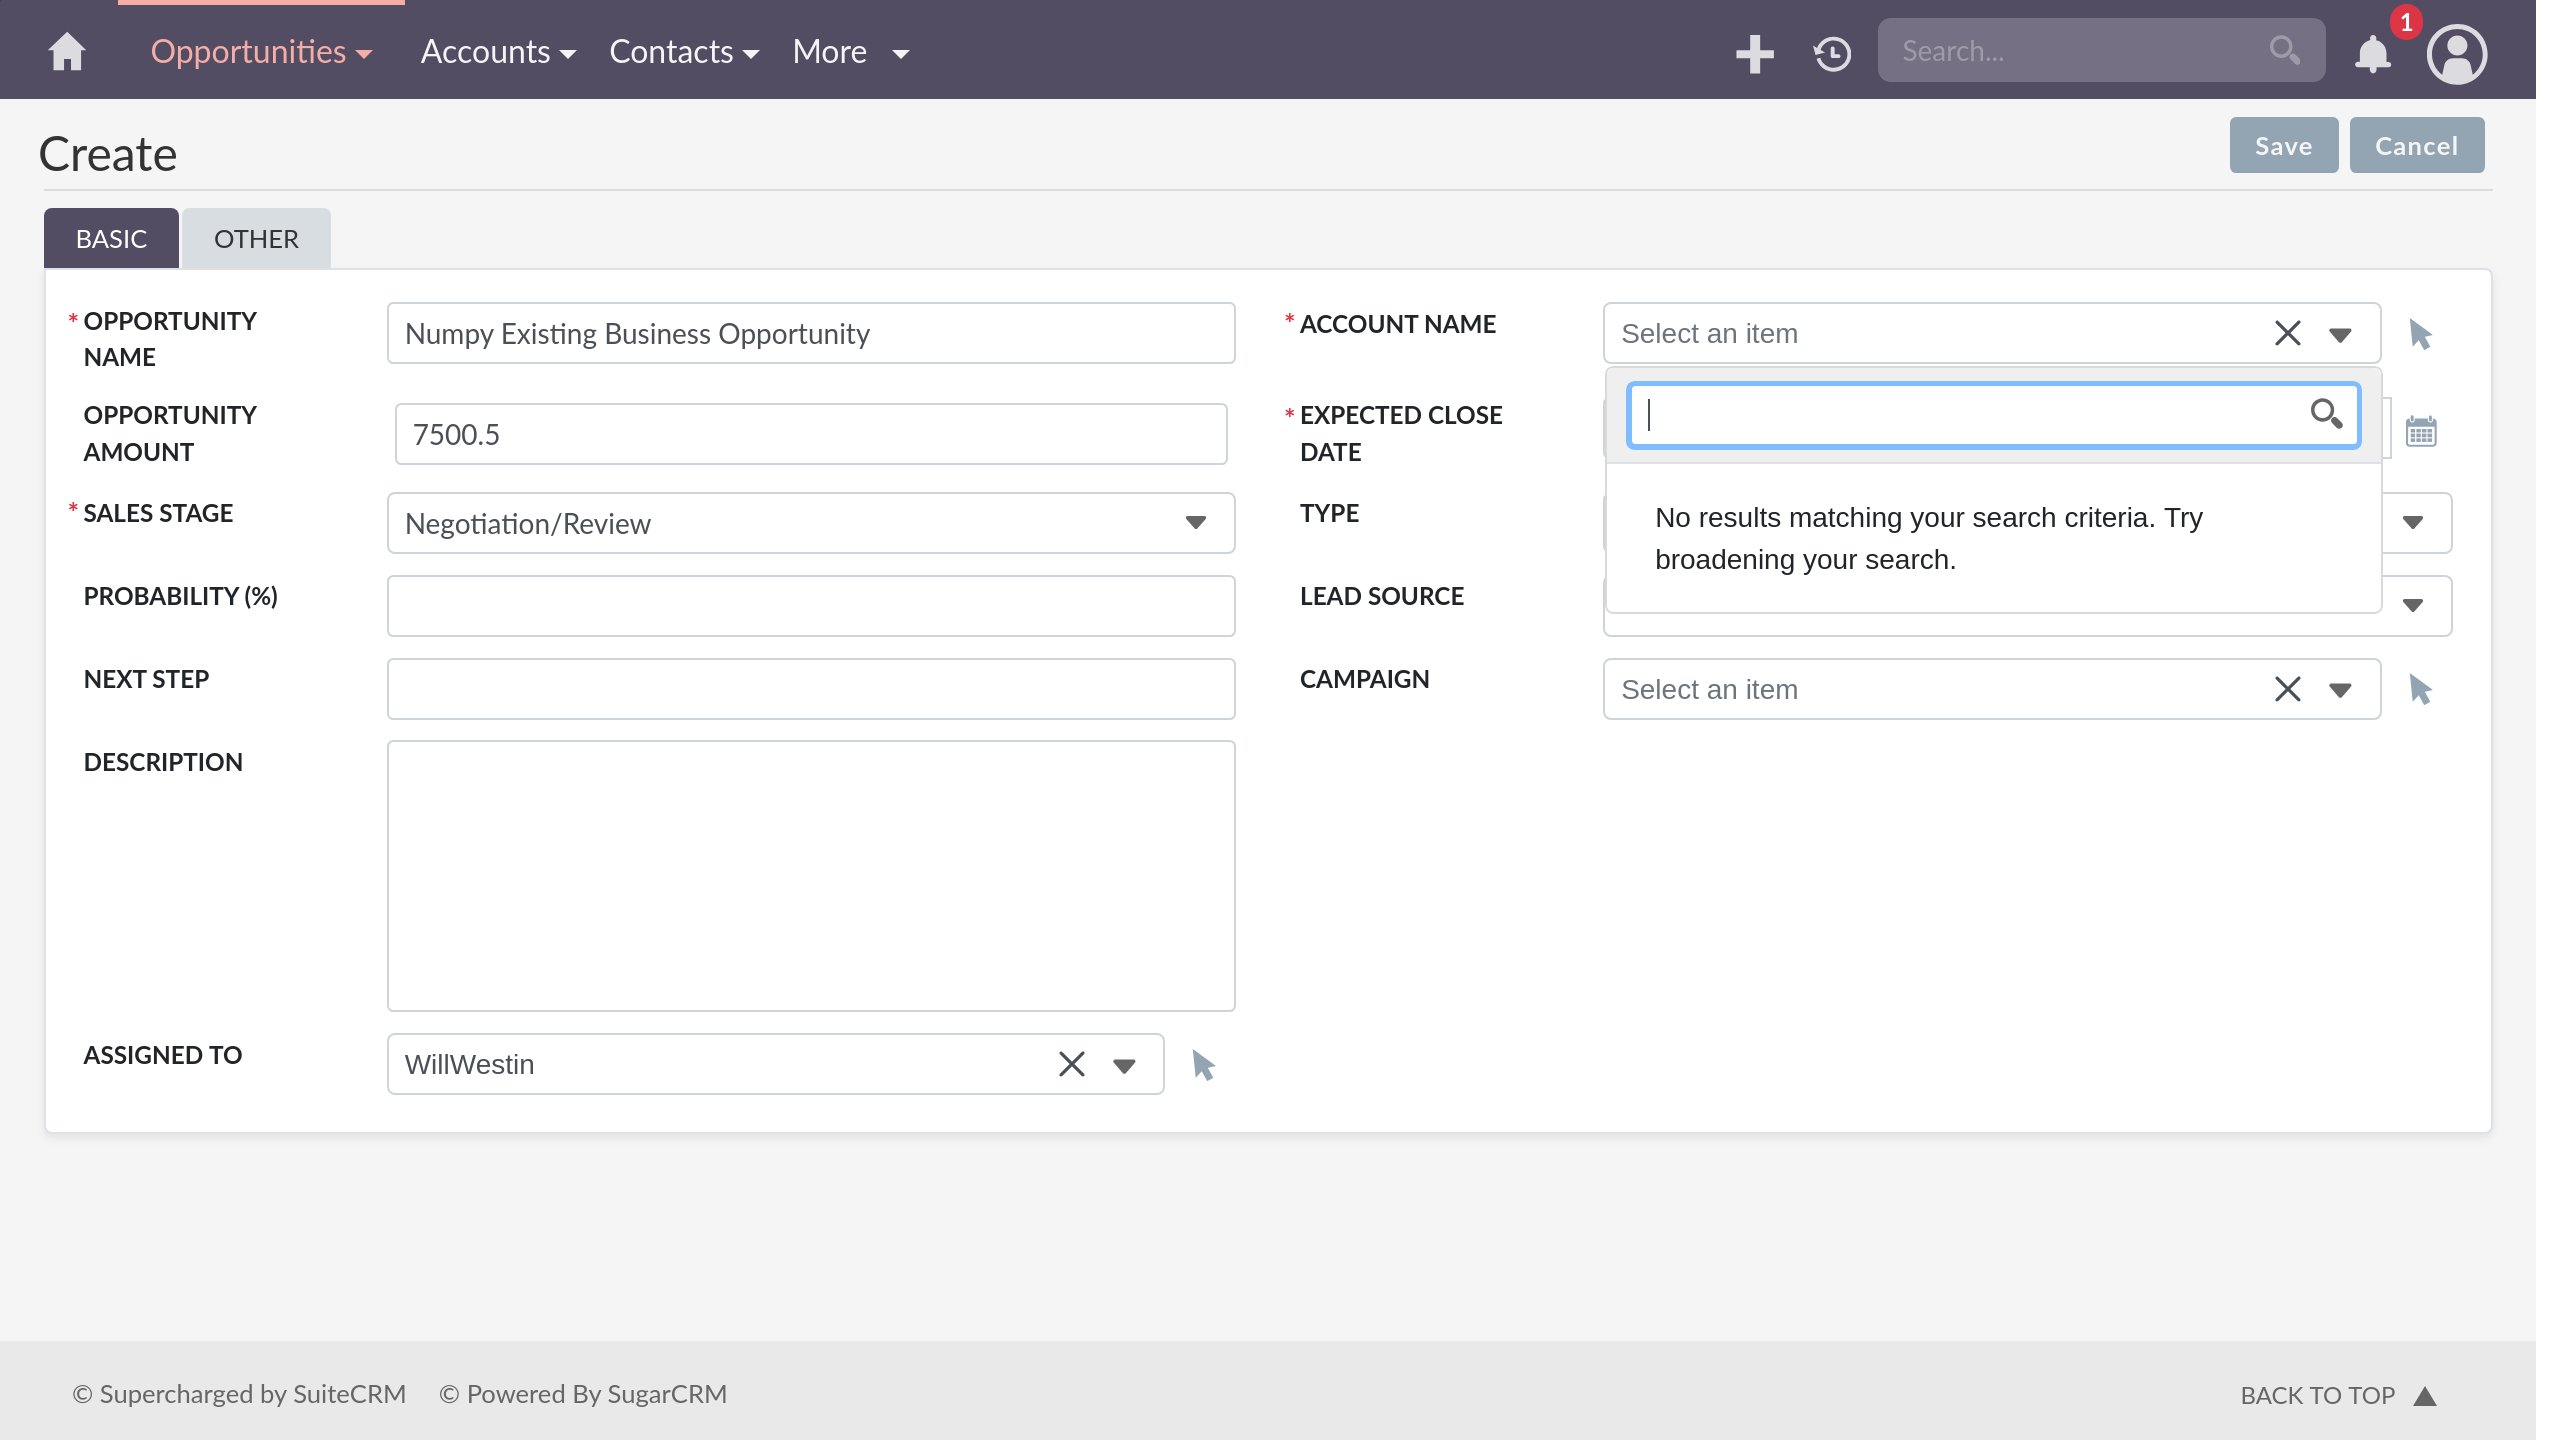 Opportunities
Accounts
Contacts
More
Search...
1
Create
Save
Cancel
BASIC
OTHER
* OPPORTUNITY
NAME
Numpy Existing Business Opportunity
* ACCOUNT NAME
Select an item
OPPORTUNITY
AMOUNT
7500.5
* EXPECTED CLOSE
DATE
* SALES STAGE
Negotiation/Review
TYPE
No results matching your search criteria. Try
broadening your search.
PROBABILITY (%)
LEAD SOURCE
NEXT STEP
CAMPAIGN
Select an item
DESCRIPTION
ASSIGNED TO
WillWestin
© Supercharged by SuiteCRM
© Powered By SugarCRM
BACK TO TOP